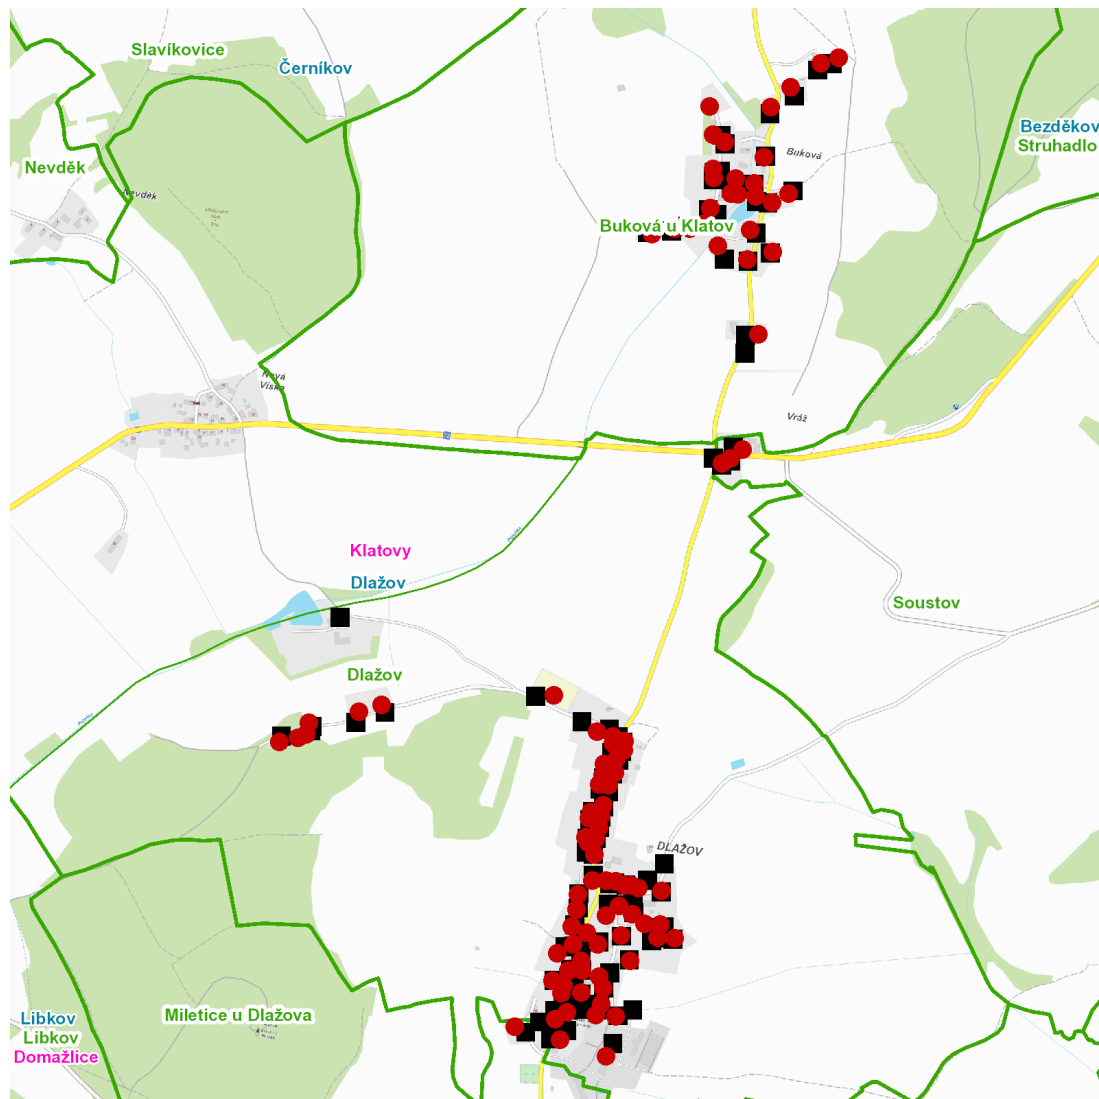 Slavíkovice
Černíkov
Bezděkov
Struhadlo
Buková
Nevděk
Nevděk
Buková u Klatov
Nová
Víska
Vráž
Klatovy
Dlažov
Soustov
Dlažov
DLAŽOV
Miletice u Dlažova
Libkov
Libkov
Domažlice